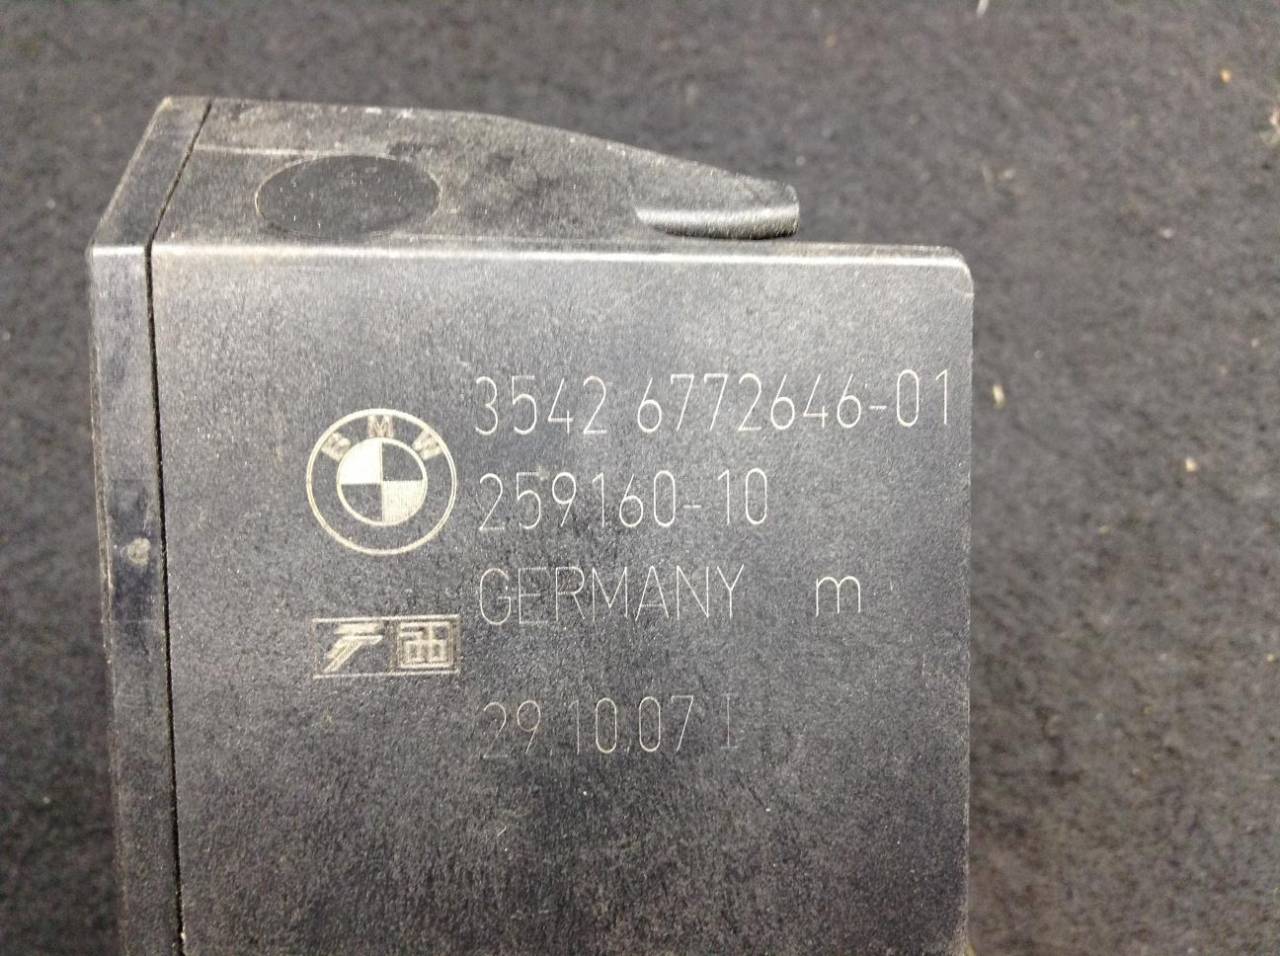 3542 6772646-01
BMW
259160-10
GERMANY m
29.10.07 I